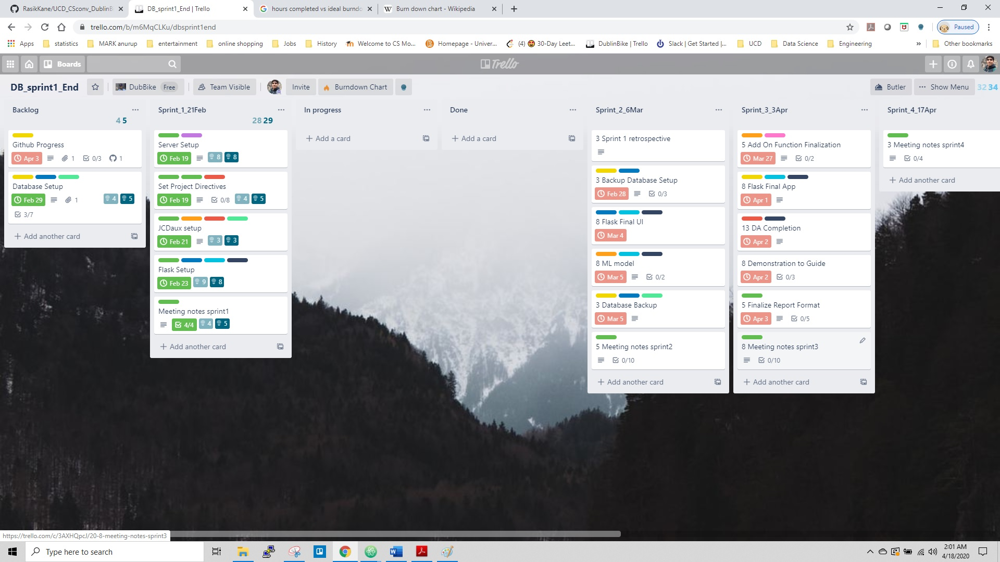 RasikKane/UCD_CSconv_DublinB
DB_sprint1_End | Trello
hours completed vs ideal burndo
Burn down chart - Wikipedia
trello.com/b/m6MqCLKu/dbsprint1end
Paused
Apps
statistics
MARK anurup
entertainment
online shopping
Jobs
History
Welcome to CS Mo...
Homepage - Univer...
(4) 30-Day Leet...
DublinBike | Trello
Slack | Get Started |...
UCD
Data Science
Engineering
»
Other bookmarks
Boards
Trello
DB_sprint1_End
DubBike Free
Team Visible
Invite
Burndown Chart
Butler
Show Menu
32 34
Backlog
4 5
Github Progress
Apr 3 1 0/3 1
Database Setup
Feb 29 1 4 5
3/7
+ Add another card
Sprint_1_21Feb
28 29
Server Setup
Feb 19 8 8
Set Project Directives
Feb 19 0/8 4 5
JCDaux setup
Feb 21 3 3
Flask Setup
Feb 23 9 8
Meeting notes sprint1
4/4 4 5
+ Add another card
In progress
+ Add a card
Done
+ Add a card
Sprint_2_6Mar
3 Sprint 1 retrospective
3 Backup Database Setup
Feb 28 0/3
8 Flask Final UI
Mar 4
8 ML model
Mar 5 0/2
3 Database Backup
Mar 5
5 Meeting notes sprint2
0/10
+ Add another card
Sprint_3_3Apr
5 Add On Function Finalization
Mar 27 0/2
8 Flask Final App
Apr 1
13 DA Completion
Apr 2
8 Demonstration to Guide
Apr 2 0/3
5 Finalize Report Format
Apr 3 0/5
8 Meeting notes sprint3
0/10
+ Add another card
Sprint_4_17Apr
3 Meeting notes sprint4
0/4
+ Add another card
https://trello.com/c/3AXHQpcJ/20-8-meeting-notes-sprint3
Type here to search
2:01 AM
4/18/2020